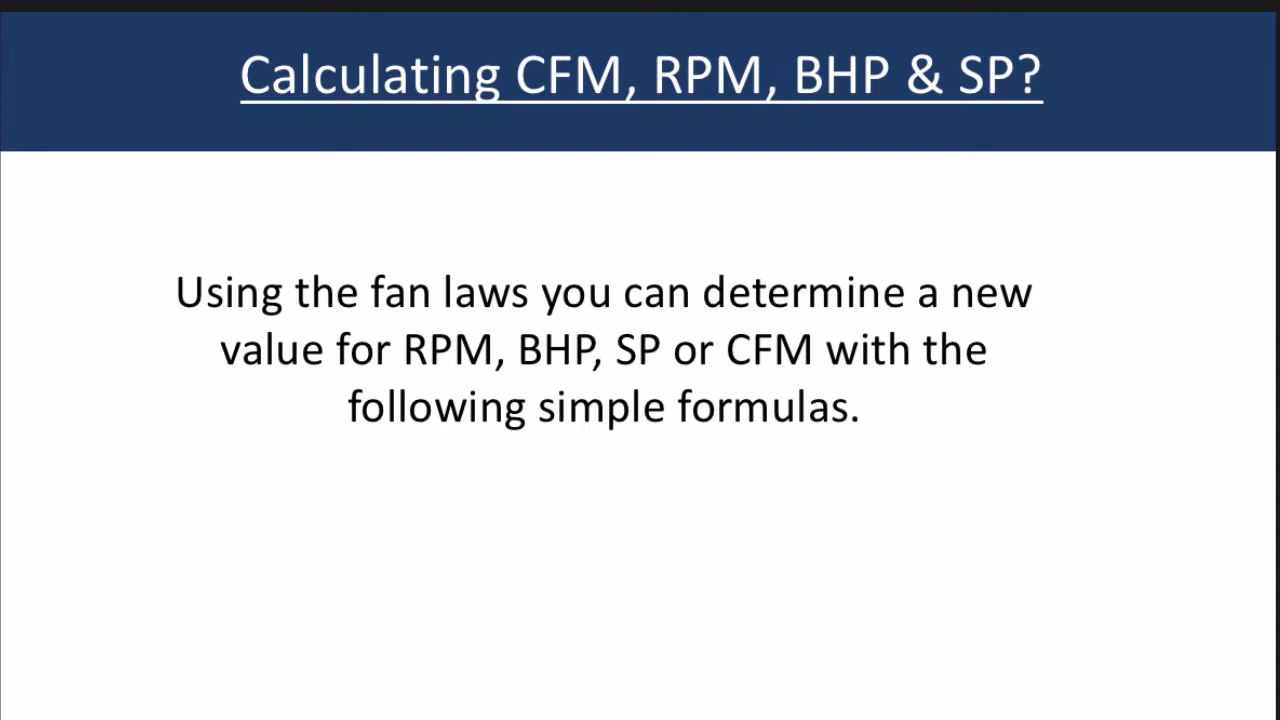 Calculating CFM, RPM, BHP & SP?
Using the fan laws you can determine a new
value for RPM, BHP, SP or CFM with the
following simple formulas.